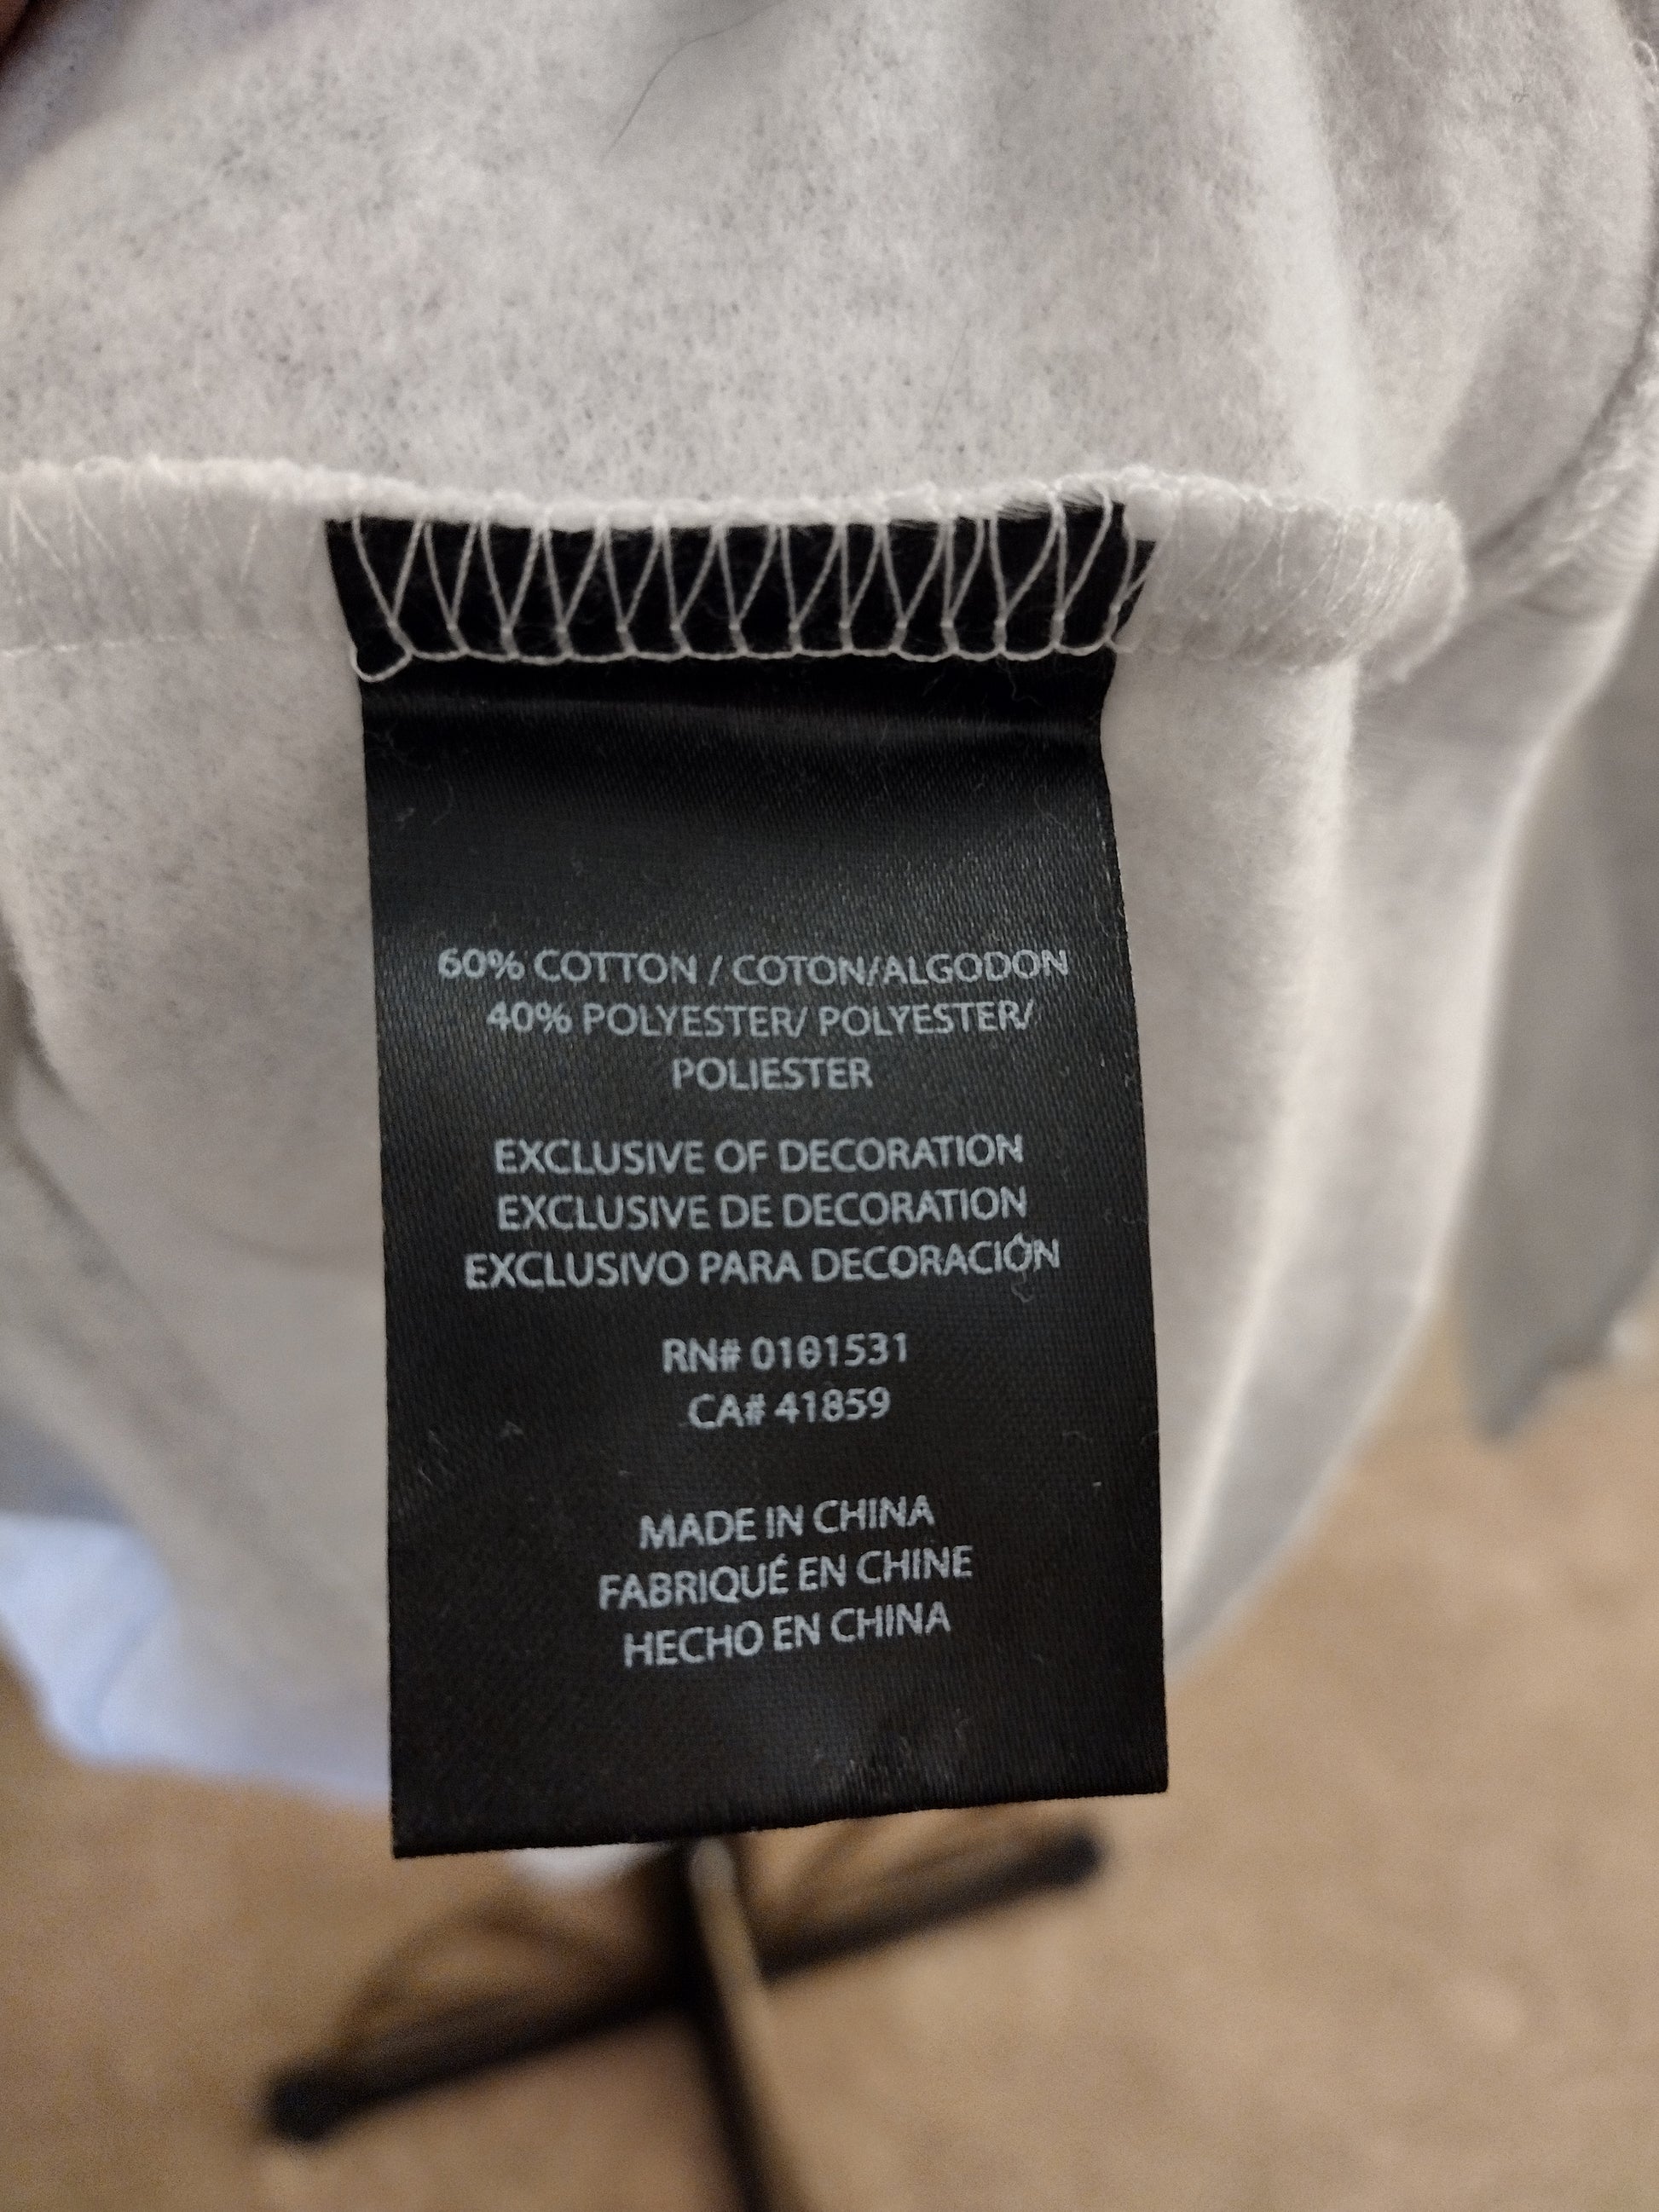 60% COTTON / COTON/ALGODON
40% POLYESTER/ POLYESTER/
POLIESTER
EXCLUSIVE OF DECORATION
EXCLUSIVE DE DECORATION
EXCLUSIVO PARA DECORACIÓN
RN# 0101531
CA# 41859
MADE IN CHINA
FABRIQUÉ EN CHINE
HECHO EN CHINA